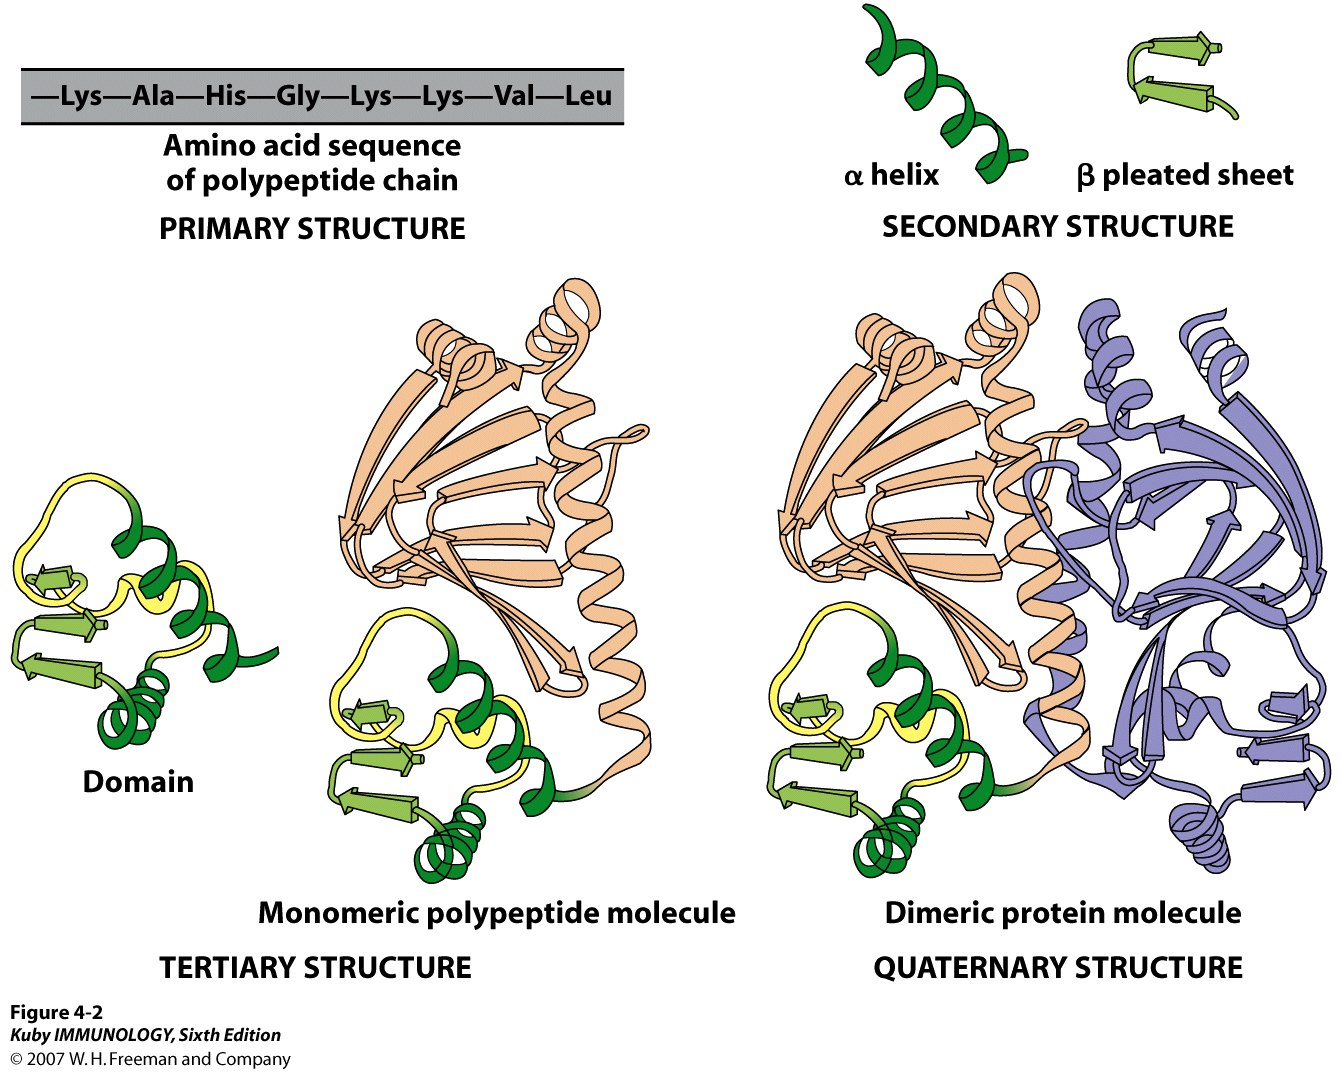 —Lys—Ala—His—Gly—Lys—Lys—Val—Leu
Amino acid sequence
of polypeptide chain
PRIMARY STRUCTURE
α helix
β pleated sheet
SECONDARY STRUCTURE
Domain
Monomeric polypeptide molecule
TERTIARY STRUCTURE
Dimeric protein molecule
QUATERNARY STRUCTURE
Figure 4-2
Kuby IMMUNOLOGY, Sixth Edition
© 2007 W. H. Freeman and Company